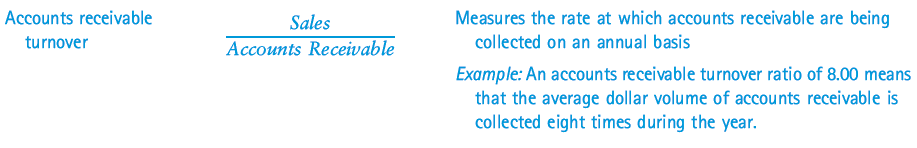 Accounts receivable
turnover
Sales
Accounts Receivable
Measures the rate at which accounts receivable are being
collected on an annual basis
Example: An accounts receivable turnover ratio of 8.00 means
that the average dollar volume of accounts receivable is
collected eight times during the year.